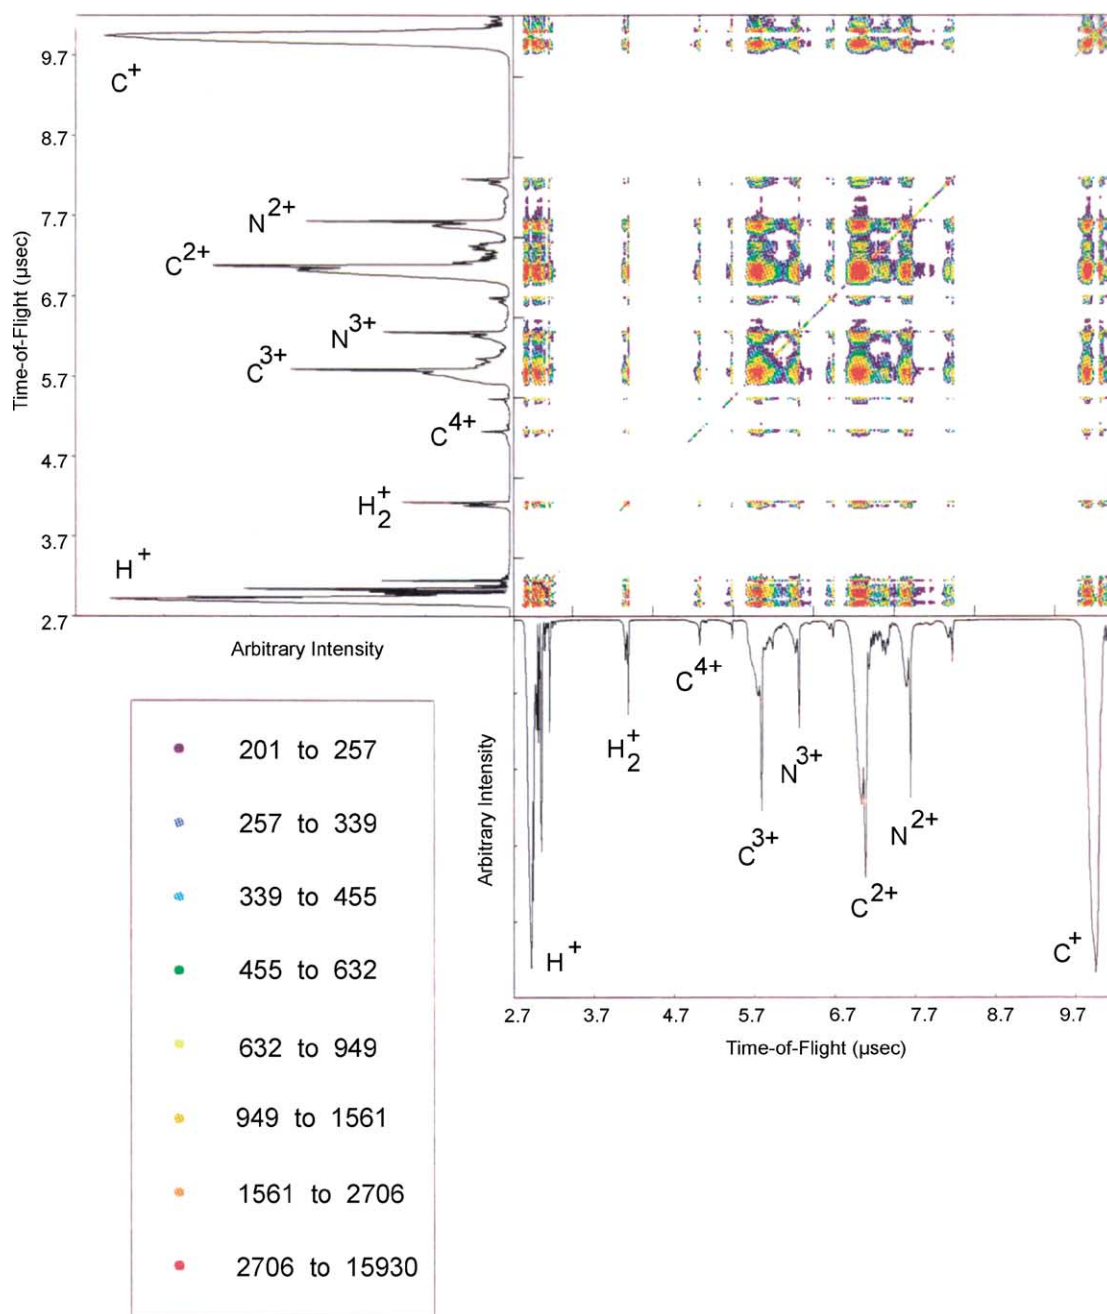 9.7
C+
8.7
7.7
N2+
C2+
6.7
N3+
C3+
5.7
C4+
4.7
H2+
3.7
H+
2.7
Time-of-Flight (µsec)
Arbitrary Intensity
Arbitrary Intensity
C4+
H2+
N3+
C3+
N2+
C2+
H+
C+
2.7 3.7 4.7 5.7 6.7 7.7 8.7 9.7
Time-of-Flight (µsec)
201 to 257
257 to 339
339 to 455
455 to 632
632 to 949
949 to 1561
1561 to 2706
2706 to 15930